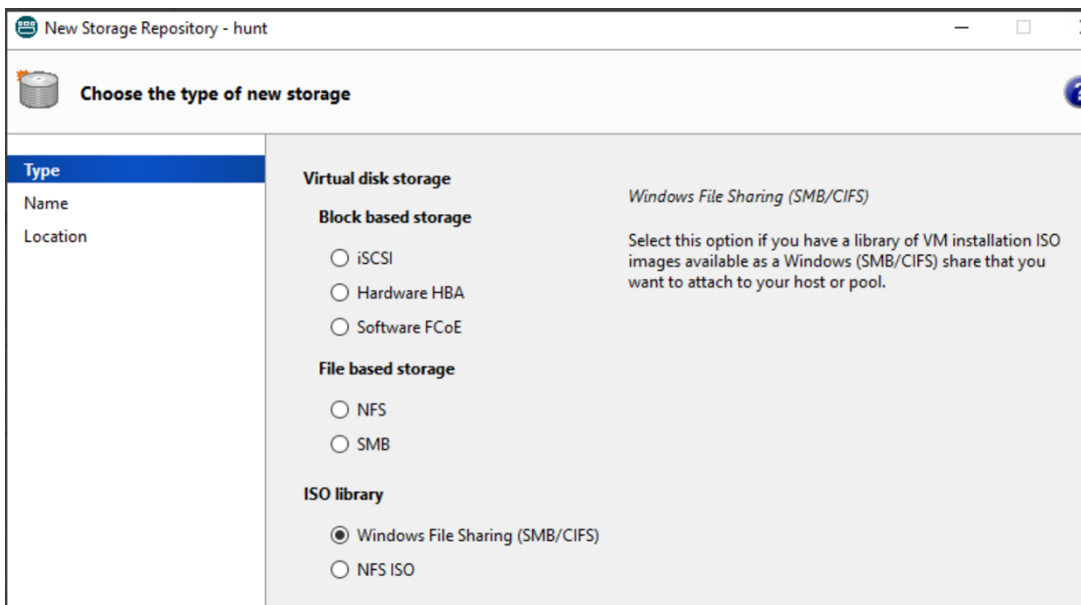 New Storage Repository - hunt
Choose the type of new storage
Type
Name
Location
Virtual disk storage
Block based storage
iSCSI
Hardware HBA
Software FCoE
File based storage
NFS
SMB
ISO library
Windows File Sharing (SMB/CIFS)
NFS ISO
Windows File Sharing (SMB/CIFS)
Select this option if you have a library of VM installation ISO
images available as a Windows (SMB/CIFS) share that you
want to attach to your host or pool.